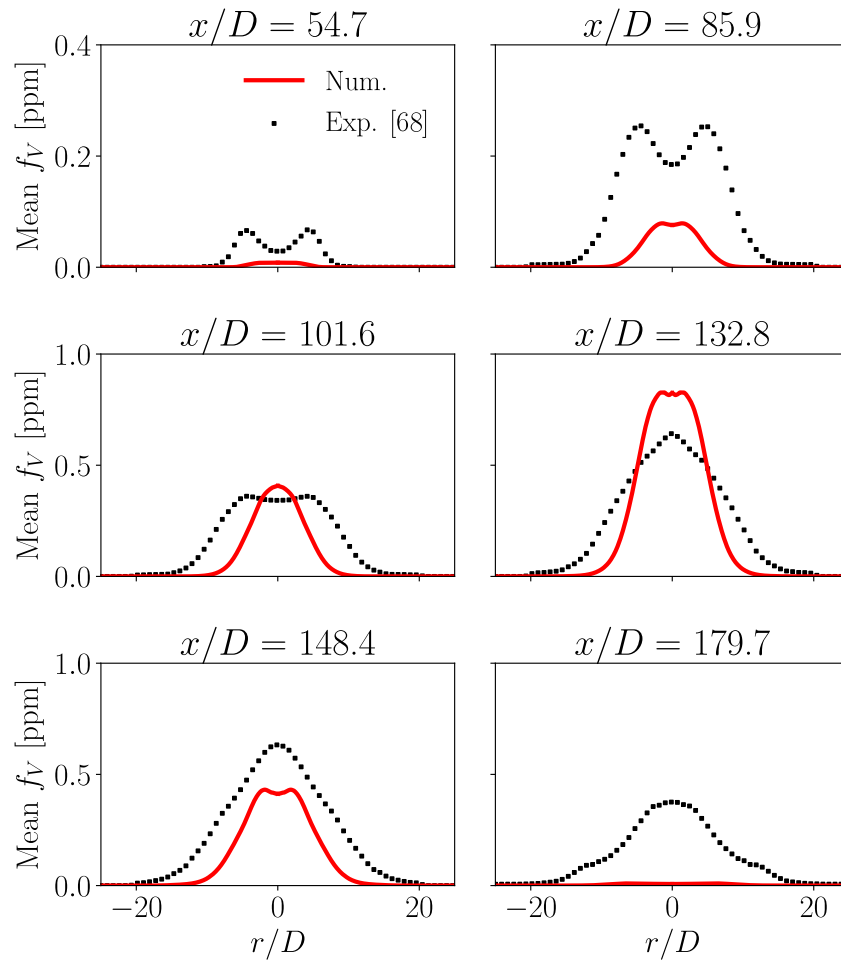 x/D = 54.7
x/D = 85.9
0.4
0.2
0.0
Mean f_V [ppm]
Num.
Exp. [68]
x/D = 101.6
x/D = 132.8
1.0
0.5
0.0
Mean f_V [ppm]
x/D = 148.4
x/D = 179.7
1.0
0.5
0.0
Mean f_V [ppm]
−20 0 20
−20 0 20
r/D
r/D